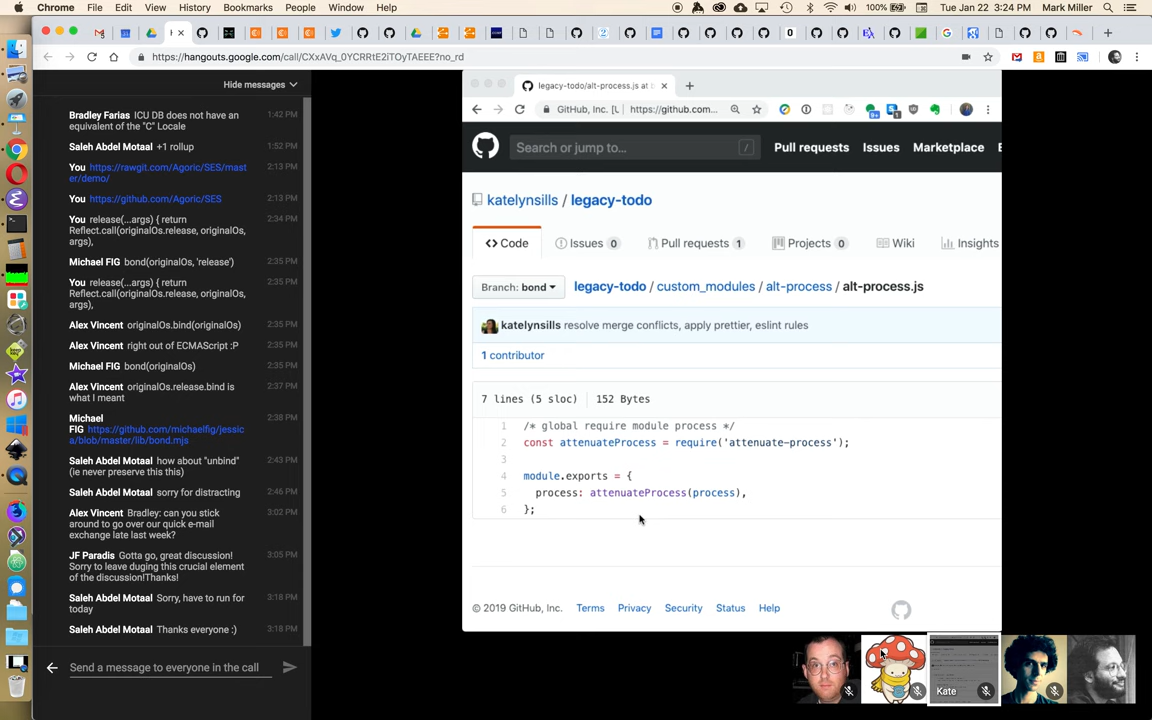 Chrome File Edit View History Bookmarks People Window Help
100% Tue Jan 22 3:24 PM Mark Miller
https://hangouts.google.com/call/CXxAVq_0YCRRtE2iTOyTAEEE?no_rd
Hide messages
Bradley Farias ICU DB does not have an
equivalent of the "C" Locale
1:42 PM
Saleh Abdel Motaal +1 rollup
1:52 PM
You https://rawgit.com/Agoric/SES/mast
er/demo/
2:13 PM
You https://github.com/Agoric/SES
2:13 PM
You release(...args) { return
Reflect.call(originalOs.release, originalOs,
args),
2:34 PM
Michael FIG bond(originalOs, 'release')
2:35 PM
You release(...args) { return
Reflect.call(originalOs.release, originalOs,
args),
2:35 PM
Alex Vincent originalOs.bind(originalOs)
2:35 PM
Alex Vincent right out of ECMAScript :P
2:35 PM
Michael FIG bond(originalOs)
2:35 PM
Alex Vincent originalOs.release.bind is
what I meant
2:37 PM
Michael
FIG https://github.com/michaelfig/jessic
a/blob/master/lib/bond.mjs
2:38 PM
Saleh Abdel Motaal how about "unbind"
(ie never preserve this this)
2:43 PM
Saleh Abdel Motaal sorry for distracting
2:46 PM
Alex Vincent Bradley: can you stick
around to go over our quick e-mail
exchange late last week?
3:02 PM
JF Paradis Gotta go, great discussion!
Sorry to leave duging this crucial element
of the discussion!Thanks!
3:05 PM
Saleh Abdel Motaal Sorry, have to run for
today
3:18 PM
Saleh Abdel Motaal Thanks everyone :)
3:18 PM
Send a message to everyone in the call
legacy-todo/alt-process.js at b
GitHub, Inc. [U https://github.com...
Search or jump to... /
Pull requests Issues Marketplace E
katelynsills / legacy-todo
Code Issues 0 Pull requests 1 Projects 0 Wiki Insights
Branch: bond legacy-todo / custom_modules / alt-process / alt-process.js
katelynsills resolve merge conflicts, apply prettier, eslint rules
1 contributor
7 lines (5 sloc) 152 Bytes
1 /* global require module process */
2 const attenuateProcess = require('attenuate-process');
3
4 module.exports = {
5 process: attenuateProcess(process),
6 };
© 2019 GitHub, Inc. Terms Privacy Security Status Help
Kate